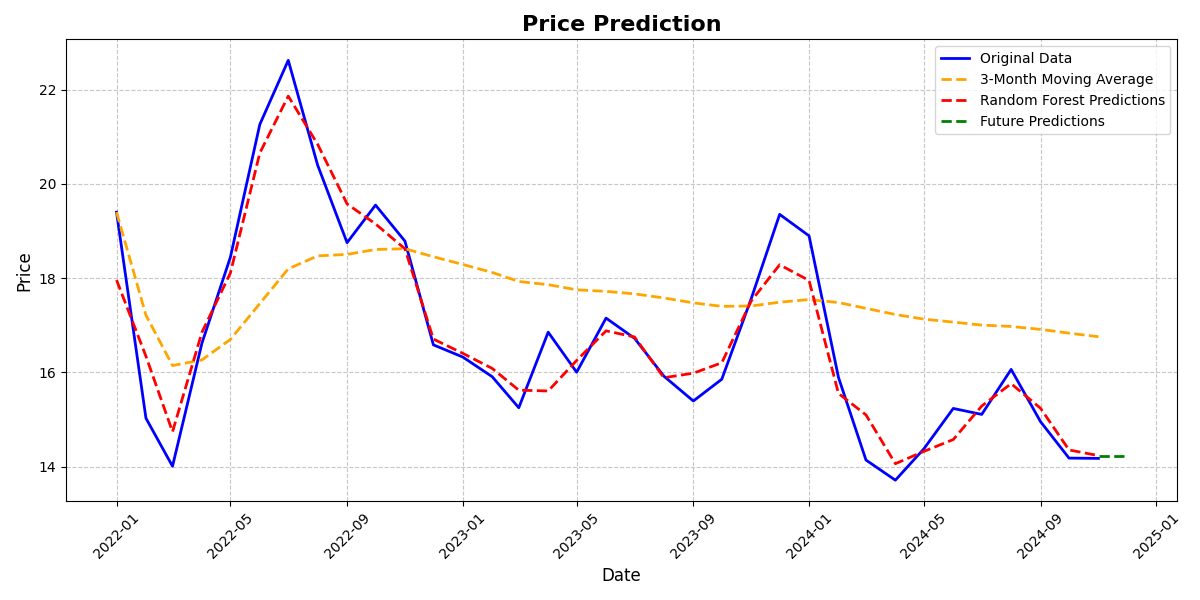 Price Prediction
Original Data
3-Month Moving Average
Random Forest Predictions
Future Predictions
Price
22
20
18
16
14
2022-01
2022-05
2022-09
2023-01
2023-05
2023-09
2024-01
2024-05
2024-09
2025-01
Date